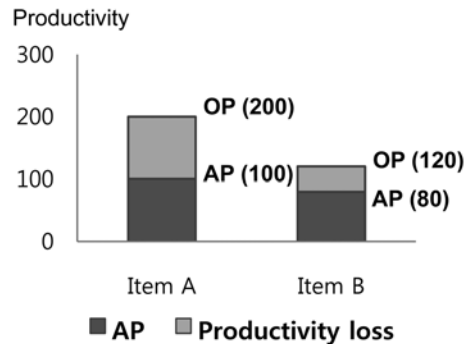 Productivity
300
200
100
0
OP (200)
AP (100)
OP (120)
AP (80)
Item A
Item B
AP
Productivity loss